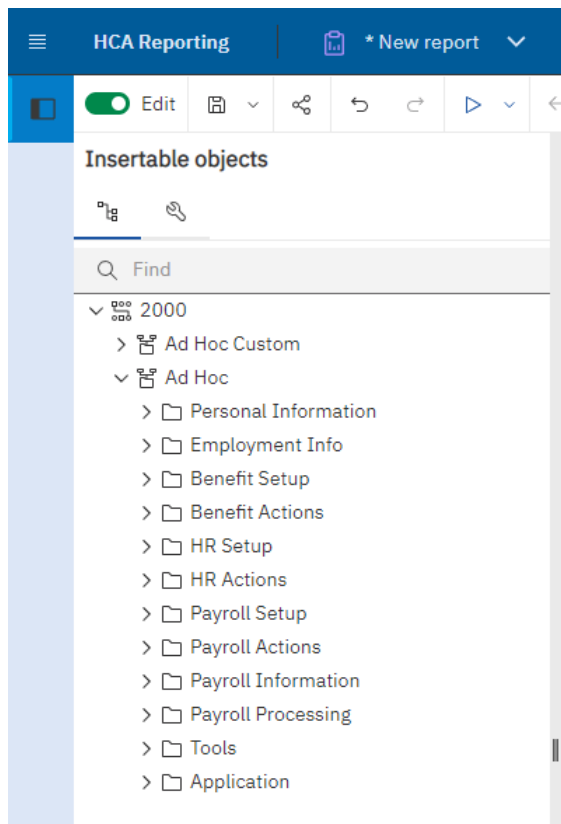 HCA Reporting * New report
Edit
Insertable objects
Find
2000
Ad Hoc Custom
Ad Hoc
Personal Information
Employment Info
Benefit Setup
Benefit Actions
HR Setup
HR Actions
Payroll Setup
Payroll Actions
Payroll Information
Payroll Processing
Tools
Application